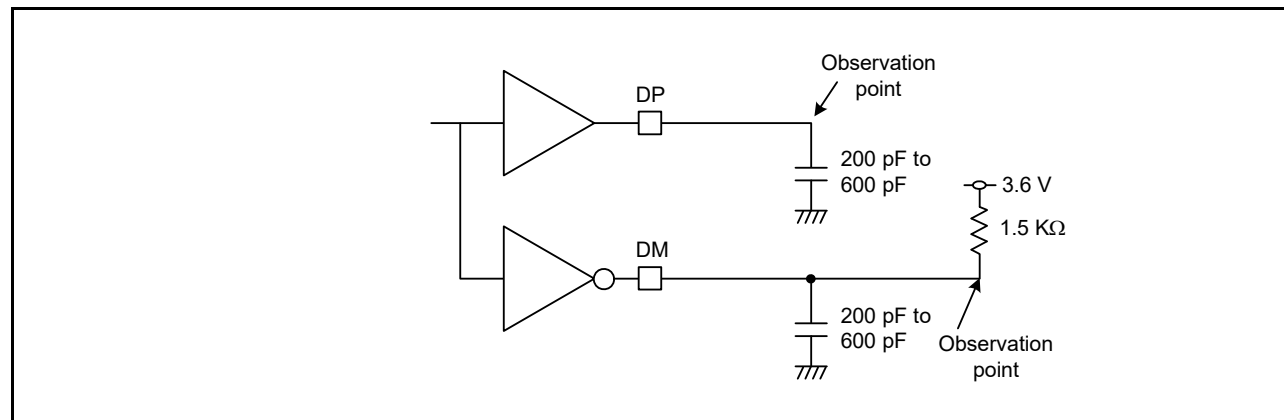 Observation
point
DP
200 pF to
600 pF
3.6 V
1.5 KΩ
DM
200 pF to
600 pF
Observation
point